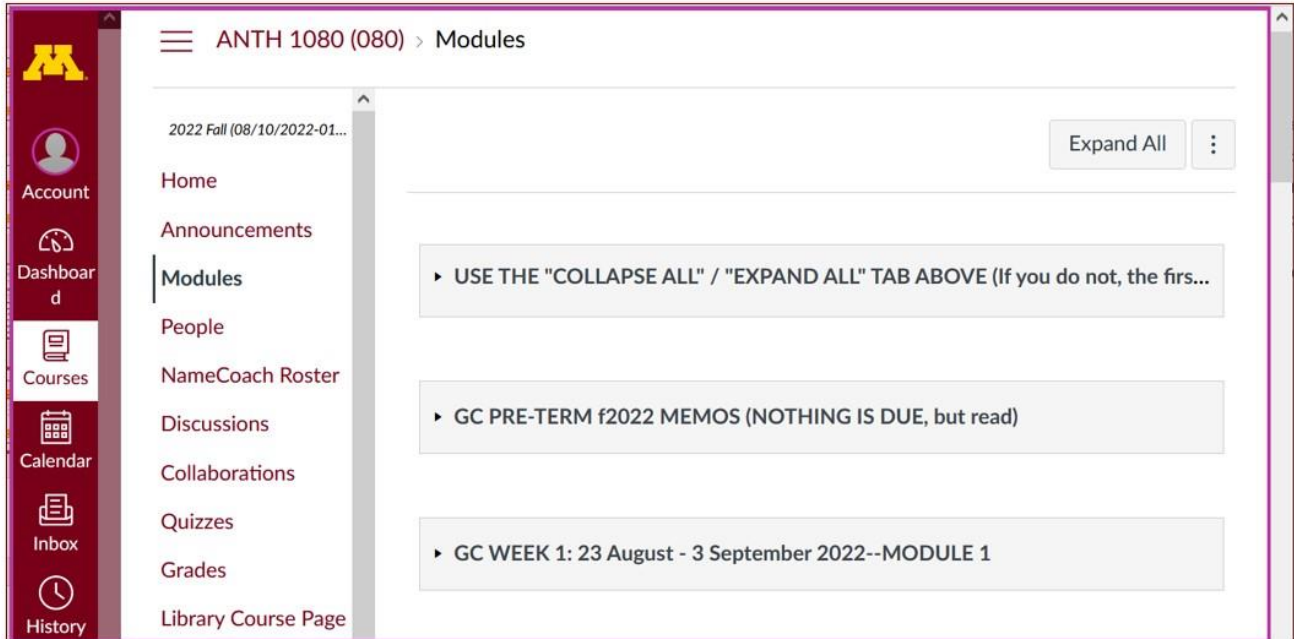 M
ANTH 1080 (080) › Modules
Account
Dashboar
d
Courses
Calendar
Inbox
History
2022 Fall (08/10/2022-01...
Home
Announcements
Modules
People
NameCoach Roster
Discussions
Collaborations
Quizzes
Grades
Library Course Page
Expand All
USE THE "COLLAPSE ALL" / "EXPAND ALL" TAB ABOVE (If you do not, the firs...
GC PRE-TERM f2022 MEMOS (NOTHING IS DUE, but read)
GC WEEK 1: 23 August - 3 September 2022--MODULE 1